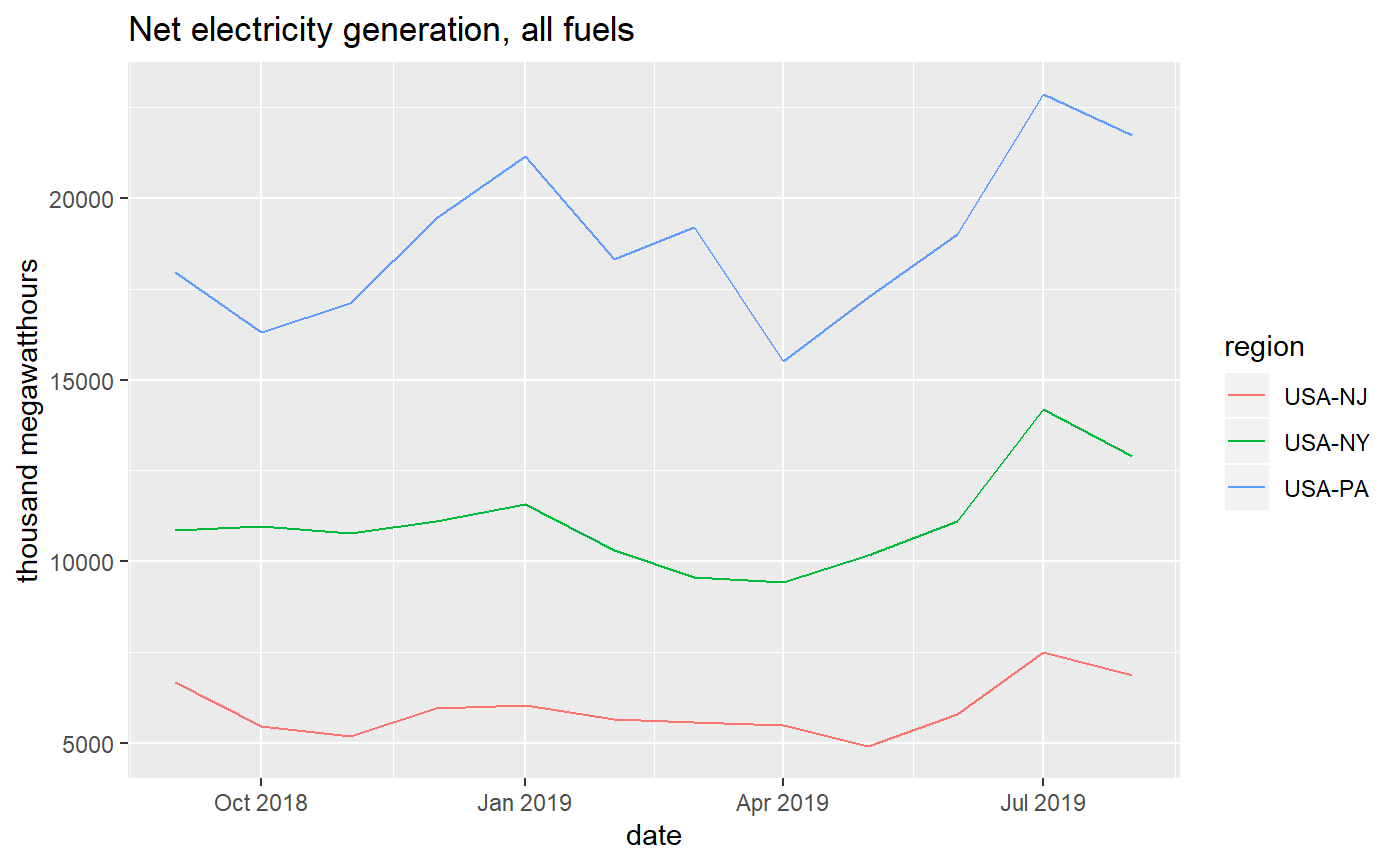 Net electricity generation, all fuels
thousand megawatthours
20000
15000
10000
5000
Oct 2018
Jan 2019
Apr 2019
Jul 2019
date
region
USA-NJ
USA-NY
USA-PA